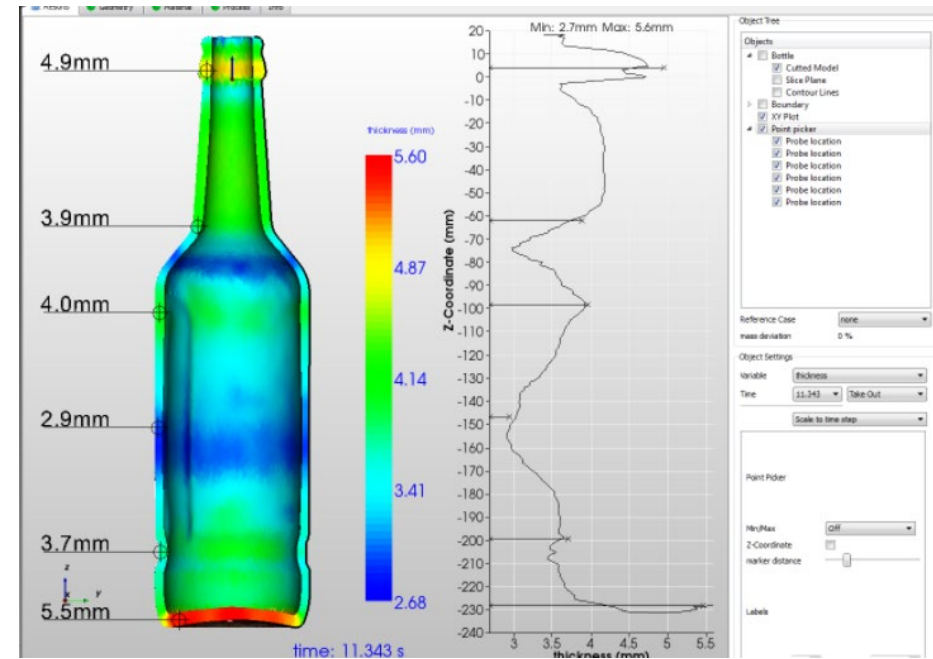 Results Geometry Material Process Info
4.9mm
3.9mm
4.0mm
2.9mm
3.7mm
5.5mm
z
x
y
thickness (mm)
5.60
4.87
4.14
3.41
2.68
time: 11.343 s
Min: 2.7mm Max: 5.6mm
Z-Coordinate (mm)
20
10
0
-10
-20
-30
-40
-50
-60
-70
-80
-90
-100
-110
-120
-130
-140
-150
-160
-170
-180
-190
-200
-210
-220
-230
-240
3 3.5 4 4.5 5 5.5
thickness (mm)
Object Tree
Objects
Bottle
Cutted Model
Slice Plane
Contour Lines
Boundary
XY Plot
Point picker
Probe location
Probe location
Probe location
Probe location
Probe location
Probe location
Reference Case none
mass deviation 0 %
Object Settings
Variable thickness
Time 11.343 Take Out
Scale to time step
Point Picker
Min/Max Off
Z-Coordinate
marker distance
Labels